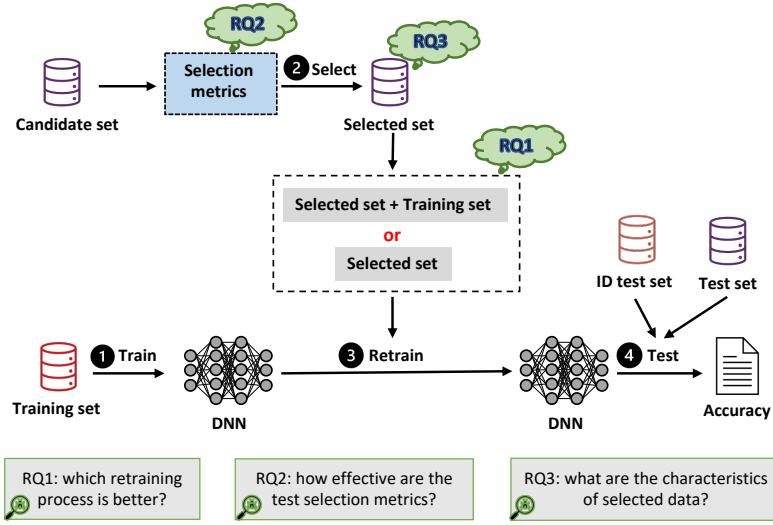 RQ2
RQ3
2 Select
Selection
metrics
Candidate set
Selected set
RQ1
Selected set + Training set
or
Selected set
ID test set
Test set
1 Train
3 Retrain
4 Test
Training set
DNN
DNN
Accuracy
RQ1: which retraining
process is better?
RQ2: how effective are the
test selection metrics?
RQ3: what are the characteristics
of selected data?